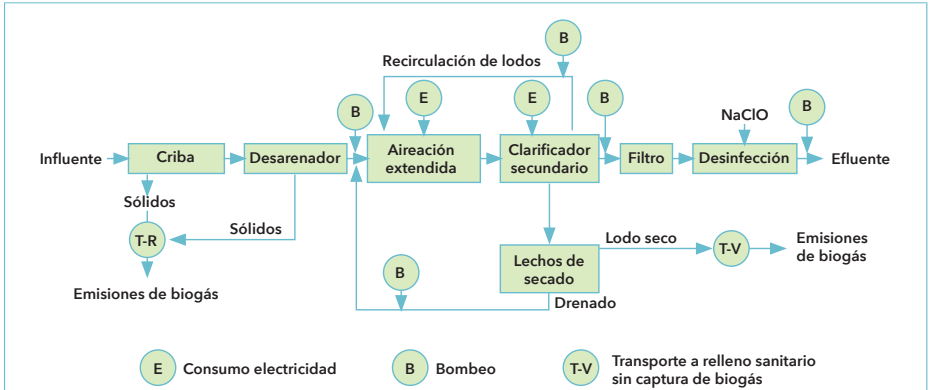 B
Recirculación de lodos
B
E
E
B
NaClO
B
Influente
Criba
Desarenador
Aireación
extendida
Clarificador
secundario
Filtro
Desinfección
Efluente
Sólidos
Sólidos
T-R
Emisiones de biogás
B
Lechos de
secado
Lodo seco
T-V
Emisiones
de biogás
Drenado
E Consumo electricidad
B Bombeo
T-V Transporte a relleno sanitario
sin captura de biogás